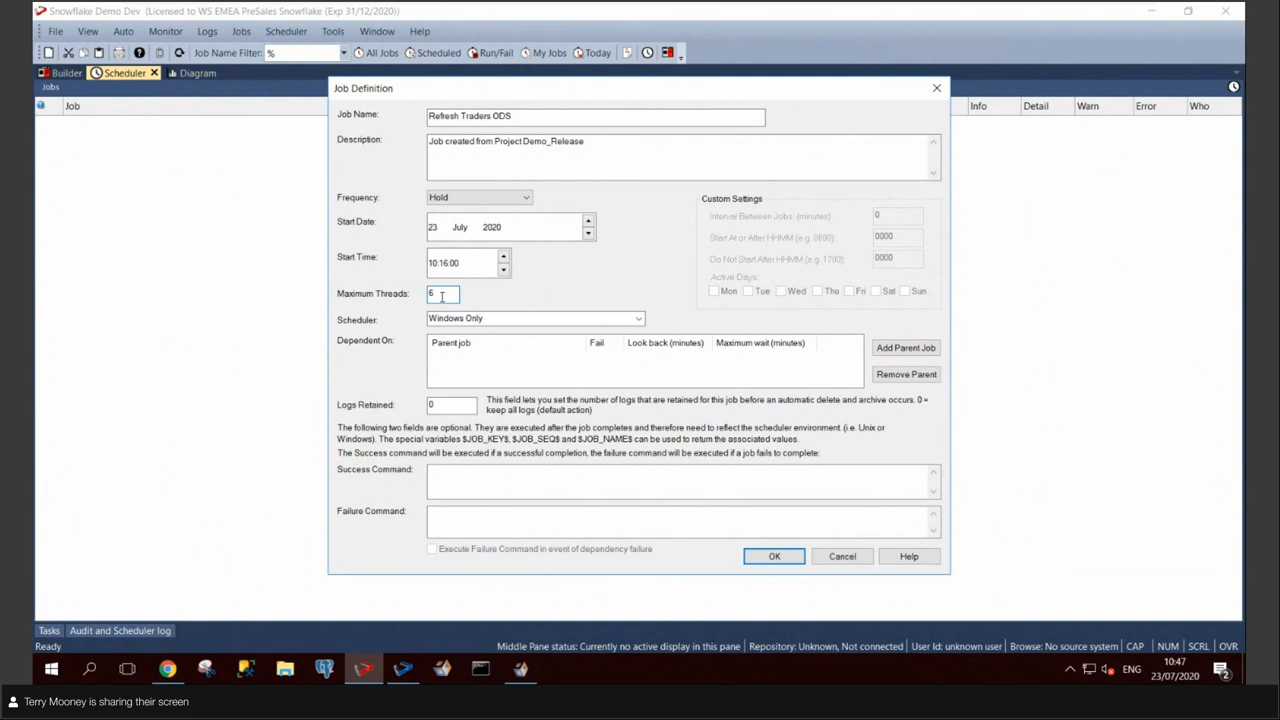 Snowflake Demo Dev (Licensed to WS EMEA PreSales Snowflake (Exp 31/12/2020))
File View Auto Monitor Logs Jobs Scheduler Tools Window Help
Job Name Filter: % All Jobs Scheduled Run/Fail My Jobs Today
Builder Scheduler Diagram
Jobs
Job Info Detail Warn Error Who
Job Definition
Job Name: Refresh Traders ODS
Description: Job created from Project Demo_Release
Frequency: Hold
Start Date: 23 July 2020
Start Time: 10:16:00
Maximum Threads: 6
Scheduler: Windows Only
Custom Settings
Interval Between Jobs: (minutes) 0
Start At or After HHMM (e.g. 0800) 0000
Do Not Start After HHMM (e.g. 1700) 0000
Active Days:
Mon Tue Wed Thu Fri Sat Sun
Dependent On: Parent job Fail Look back (minutes) Maximum wait (minutes)
Add Parent Job
Remove Parent
Logs Retained: 0 This field lets you set the number of logs that are retained for this job before an automatic delete and archive occurs. 0 =
keep all logs (default action)
The following two fields are optional. They are executed after the job completes and therefore need to reflect the scheduler environment. (i.e. Unix or
Windows). The special variables $JOB_KEY$, $JOB_SEQ$ and $JOB_NAME$ can be used to return the associated values.
The Success command will be executed if a successful completion, the failure command will be executed if a job fails to complete:
Success Command:
Failure Command:
Execute Failure Command in event of dependency failure
OK Cancel Help
Tasks Audit and Scheduler log
Ready Middle Pane status: Currently no active display in this pane Repository: Unknown, Not connected User Id: unknown user Browse: No source system CAP NUM SCRL OVR
ENG 10:47
23/07/2020 2
Terry Mooney is sharing their screen